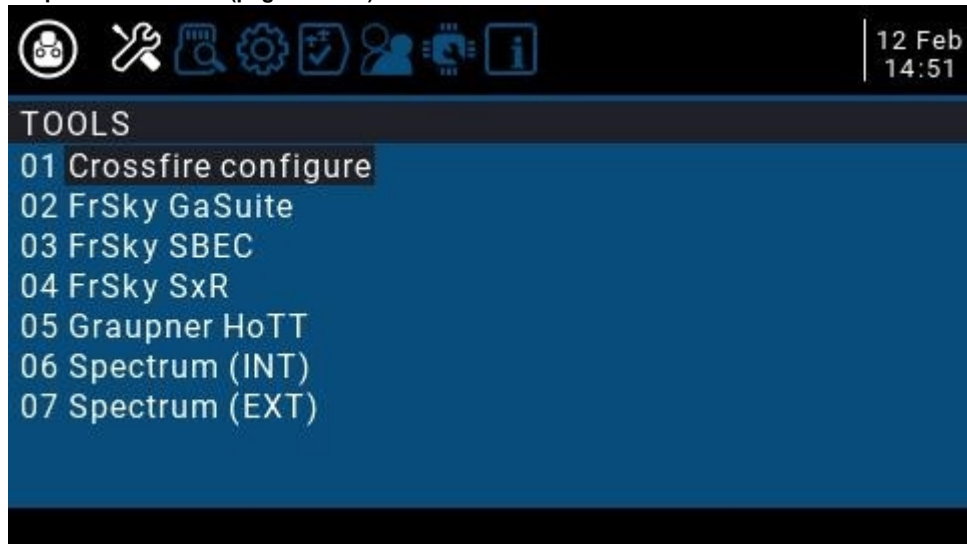 12 Feb
14:51
TOOLS
01 Crossfire configure
02 FrSky GaSuite
03 FrSky SBEC
04 FrSky SxR
05 Graupner HoTT
06 Spectrum (INT)
07 Spectrum (EXT)